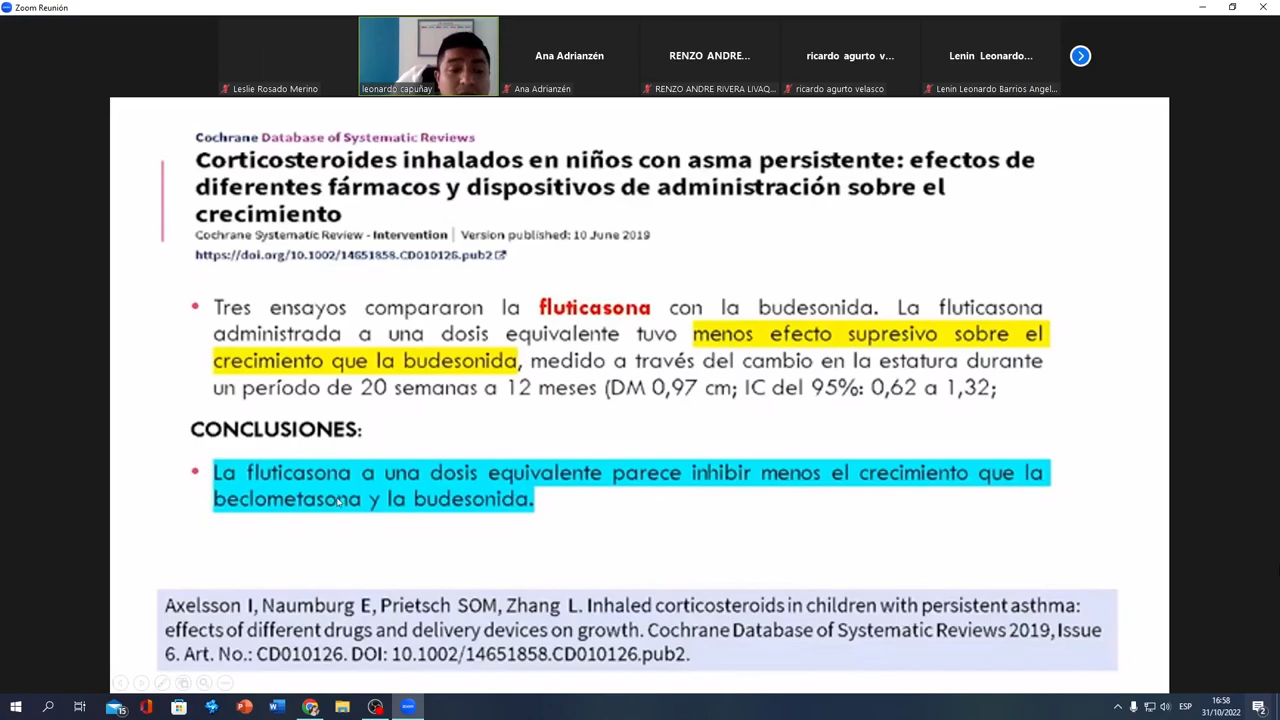 Zoom Reunión
Ana Adrianzén
RENZO ANDRE...
ricardo agurto v...
Lenin Leonardo...
Leslie Rosado Merino
leonardo capuñay
Ana Adrianzén
RENZO ANDRE RIVERA LIVAQ...
ricardo agurto velasco
Lenin Leonardo Barrios Angel...
Cochrane Database of Systematic Reviews
Corticosteroides inhalados en niños con asma persistente: efectos de
diferentes fármacos y dispositivos de administración sobre el
crecimiento
Cochrane Systematic Review - Intervention | Version published: 10 June 2019
https://doi.org/10.1002/14651858.CD010126.pub2
• Tres ensayos compararon la fluticasona con la budesonida. La fluticasona
administrada a una dosis equivalente tuvo menos efecto supresivo sobre el
crecimiento que la budesonida, medido a través del cambio en la estatura durante
un período de 20 semanas a 12 meses (DM 0,97 cm; IC del 95%: 0,62 a 1,32;
CONCLUSIONES:
• La fluticasona a una dosis equivalente parece inhibir menos el crecimiento que la
beclometasona y la budesonida.
Axelsson I, Naumburg E, Prietsch SOM, Zhang L. Inhaled corticosteroids in children with persistent asthma:
effects of different drugs and delivery devices on growth. Cochrane Database of Systematic Reviews 2019, Issue
6. Art. No.: CD010126. DOI: 10.1002/14651858.CD010126.pub2.
15
ESP
16:58
31/10/2022
2